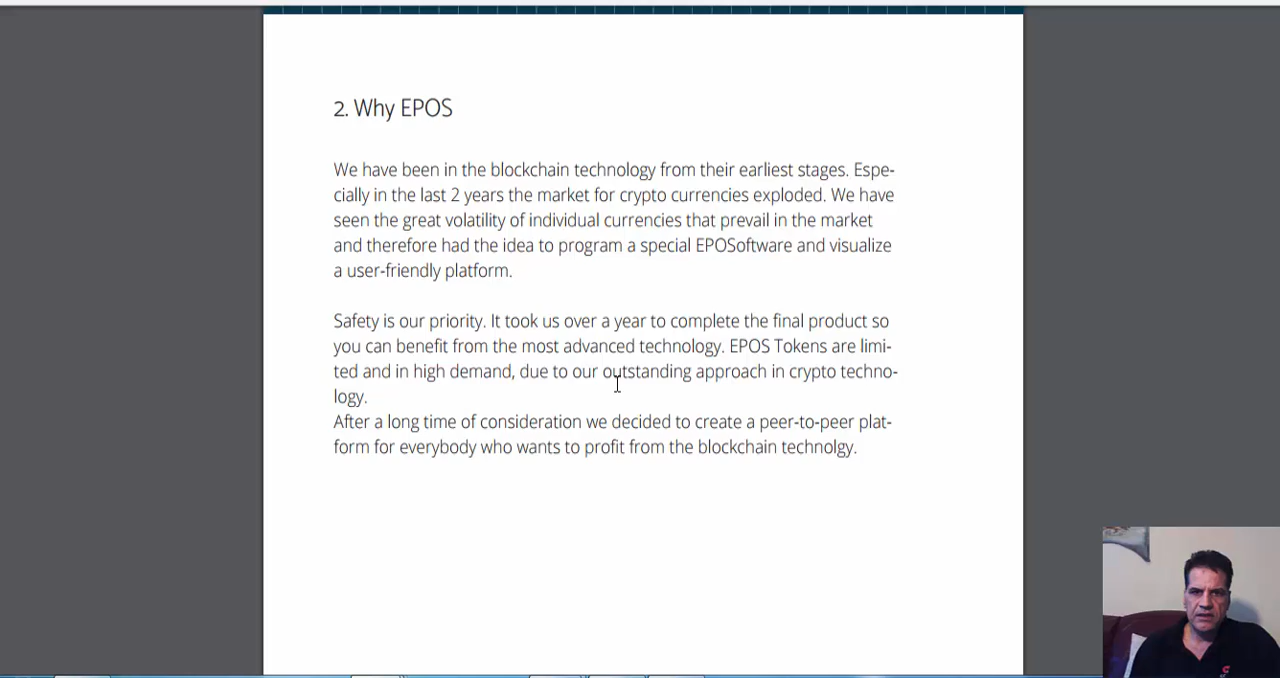 2. Why EPOS
We have been in the blockchain technology from their earliest stages. Espe-
cially in the last 2 years the market for crypto currencies exploded. We have
seen the great volatility of individual currencies that prevail in the market
and therefore had the idea to program a special EPOSoftware and visualize
a user-friendly platform.
Safety is our priority. It took us over a year to complete the final product so
you can benefit from the most advanced technology. EPOS Tokens are limi-
ted and in high demand, due to our outstanding approach in crypto techno-
logy.
After a long time of consideration we decided to create a peer-to-peer plat-
form for everybody who wants to profit from the blockchain technolgy.